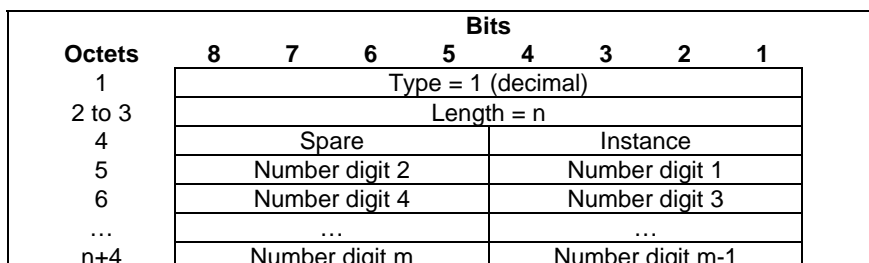 Bits
Octets 8 7 6 5 4 3 2 1
1 Type = 1 (decimal)
2 to 3 Length = n
4 Spare Instance
5 Number digit 2 Number digit 1
6 Number digit 4 Number digit 3
… … …
n+4 Number digit m Number digit m-1